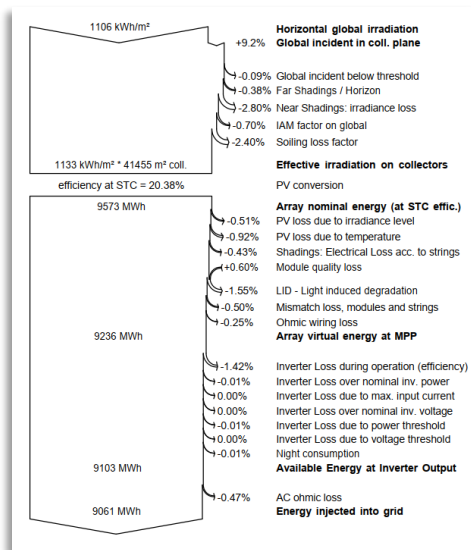 1106 kWh/m² Horizontal global irradiation
+9.2% Global incident in coll. plane
-0.09% Global incident below threshold
-0.38% Far Shadings / Horizon
-2.80% Near Shadings: irradiance loss
-0.70% IAM factor on global
-2.40% Soiling loss factor
1133 kWh/m² * 41455 m² coll. Effective irradiation on collectors
efficiency at STC = 20.38% PV conversion
9573 MWh Array nominal energy (at STC effic.)
-0.51% PV loss due to irradiance level
-0.92% PV loss due to temperature
-0.43% Shadings: Electrical Loss acc. to strings
+0.60% Module quality loss
-1.55% LID - Light induced degradation
-0.50% Mismatch loss, modules and strings
-0.25% Ohmic wiring loss
9236 MWh Array virtual energy at MPP
-1.42% Inverter Loss during operation (efficiency)
-0.01% Inverter Loss over nominal inv. power
0.00% Inverter Loss due to max. input current
0.00% Inverter Loss over nominal inv. voltage
-0.01% Inverter Loss due to power threshold
0.00% Inverter Loss due to voltage threshold
-0.01% Night consumption
9103 MWh Available Energy at Inverter Output
-0.47% AC ohmic loss
9061 MWh Energy injected into grid